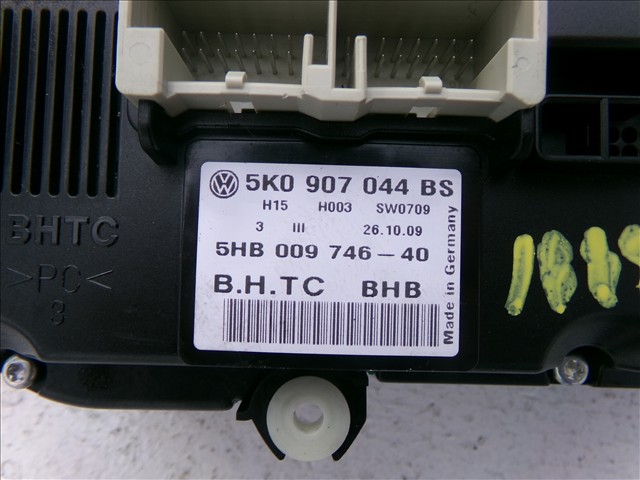 5K0 907 044 BS
H15 H003 SW0709
3 III 26.10.09
5HB 009 746-40
B.H.TC BHB
Made in Germany
BHTC
>PC<
3